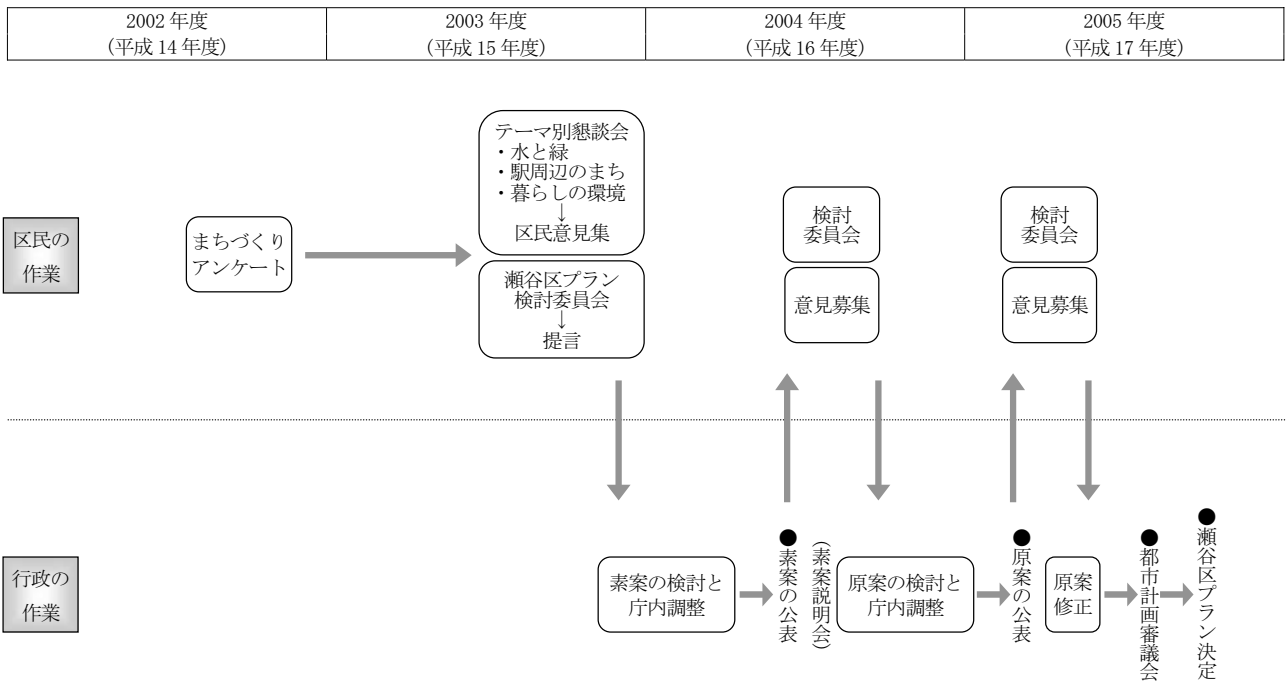 2002 年度
(平成 14 年度)
2003 年度
(平成 15 年度)
2004 年度
(平成 16 年度)
2005 年度
(平成 17 年度)
区民の
作業
まちづくり
アンケート
テーマ別懇談会
・水と緑
・駅周辺のまち
・暮らしの環境
↓
区民意見集
瀬谷区プラン
検討委員会
↓
提言
検討
委員会
意見募集
検討
委員会
意見募集
行政の
作業
素案の検討と
庁内調整
●素案の公表
(素案説明会)
原案の検討と
庁内調整
●原案の公表
原案
修正
●都市計画審議会
●瀬谷区プラン決定